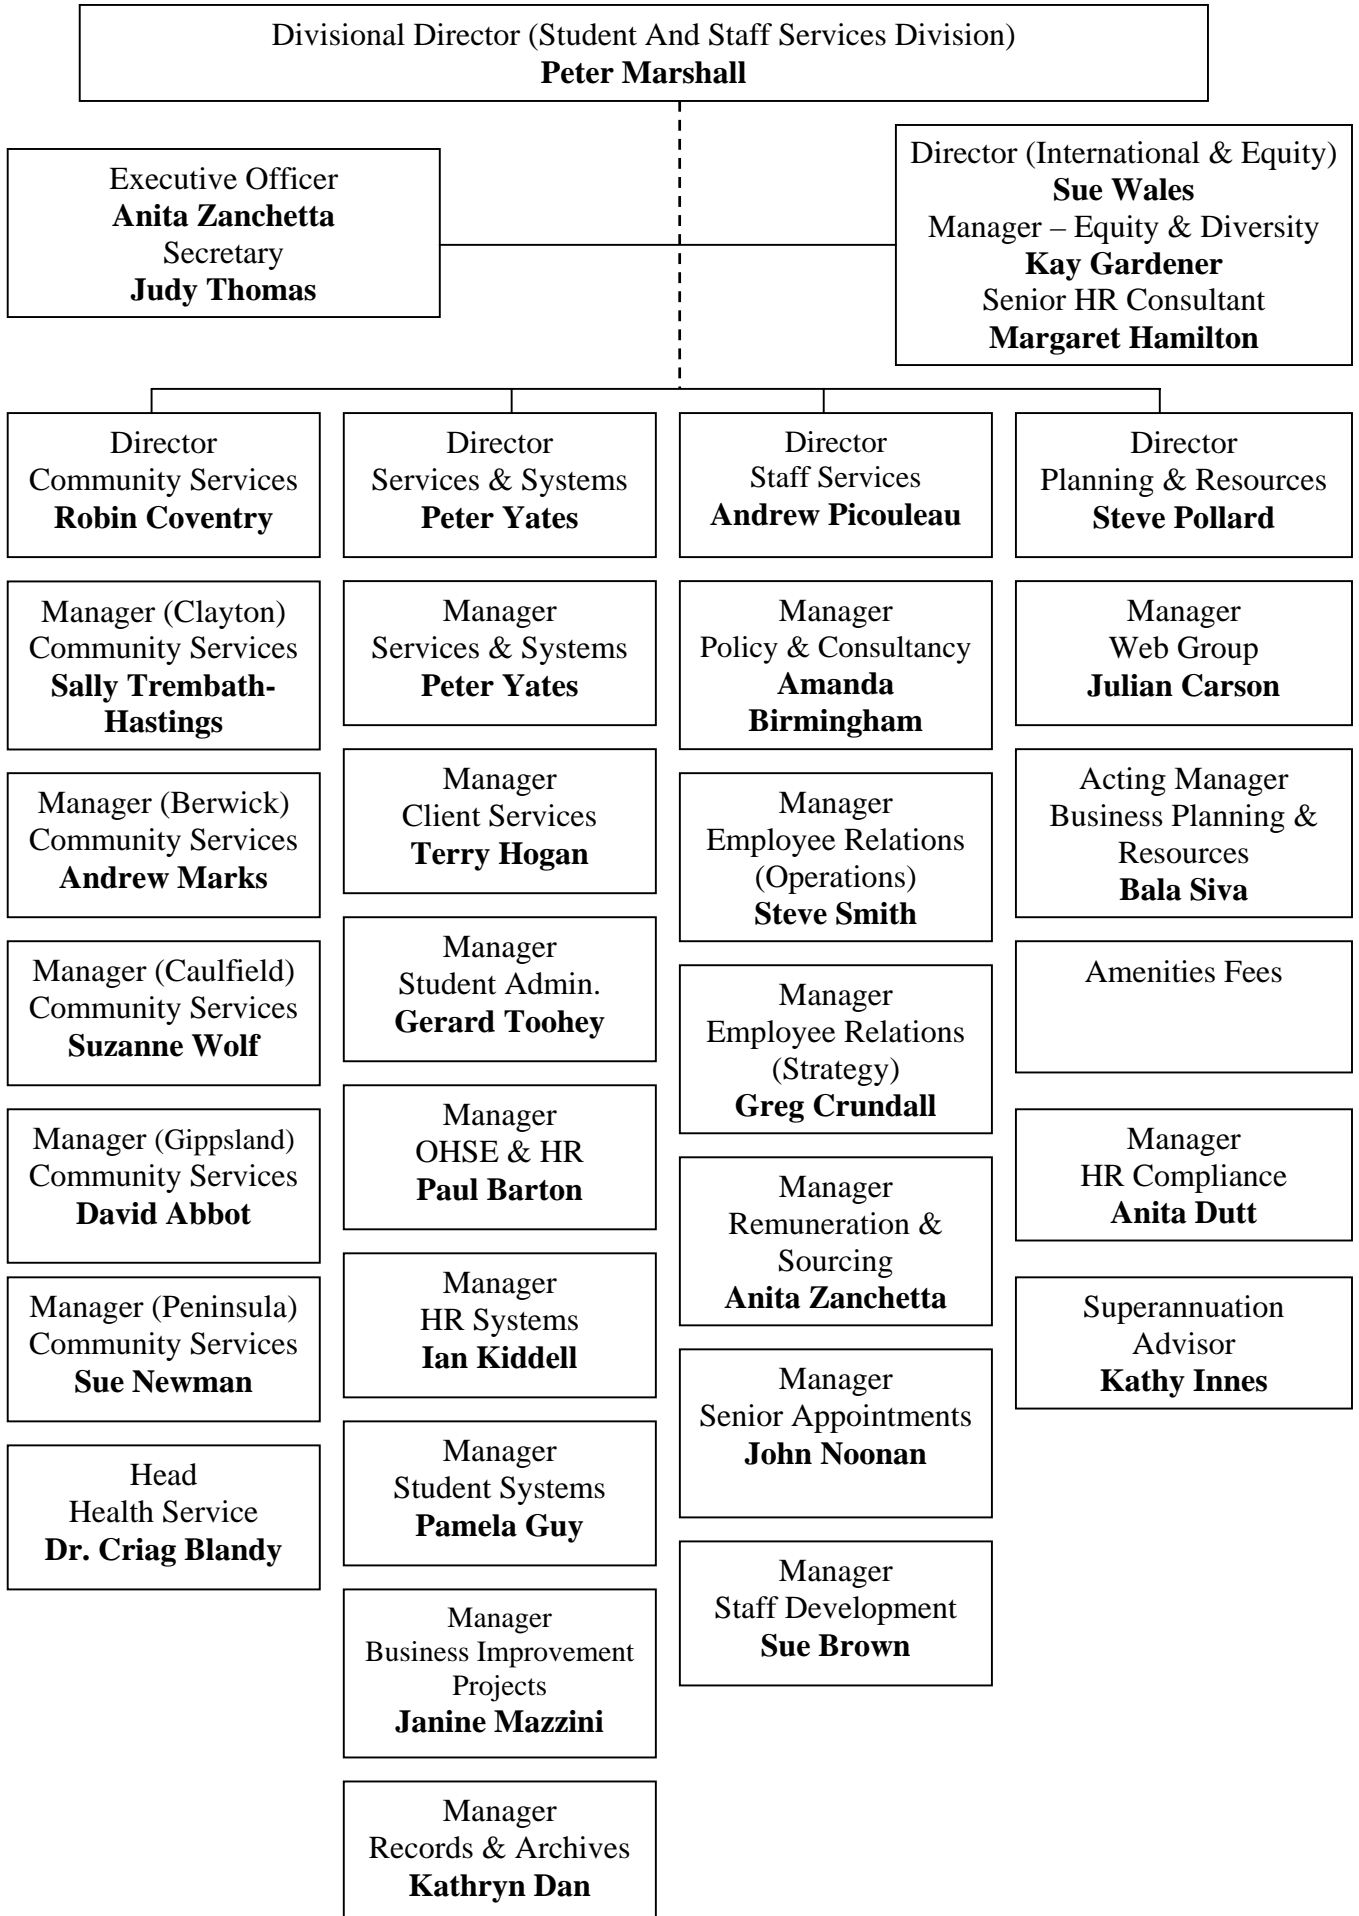 Divisional Director (Student And Staff Services Division)
Peter Marshall
Executive Officer
Anita Zanchetta
Secretary
Judy Thomas
Director (International & Equity)
Sue Wales
Manager – Equity & Diversity
Kay Gardener
Senior HR Consultant
Margaret Hamilton
Director
Community Services
Robin Coventry
Manager (Clayton)
Community Services
Sally Trembath-
Hastings
Manager (Berwick)
Community Services
Andrew Marks
Manager (Caulfield)
Community Services
Suzanne Wolf
Manager (Gippsland)
Community Services
David Abbot
Manager (Peninsula)
Community Services
Sue Newman
Head
Health Service
Dr. Criag Blandy
Director
Services & Systems
Peter Yates
Manager
Services & Systems
Peter Yates
Manager
Client Services
Terry Hogan
Manager
Student Admin.
Gerard Toohey
Manager
OHSE & HR
Paul Barton
Manager
HR Systems
Ian Kiddell
Manager
Student Systems
Pamela Guy
Manager
Business Improvement
Projects
Janine Mazzini
Manager
Records & Archives
Kathryn Dan
Director
Staff Services
Andrew Picouleau
Manager
Policy & Consultancy
Amanda
Birmingham
Manager
Employee Relations
(Operations)
Steve Smith
Manager
Employee Relations
(Strategy)
Greg Crundall
Manager
Remuneration &
Sourcing
Anita Zanchetta
Manager
Senior Appointments
John Noonan
Manager
Staff Development
Sue Brown
Director
Planning & Resources
Steve Pollard
Manager
Web Group
Julian Carson
Acting Manager
Business Planning &
Resources
Bala Siva
Amenities Fees
Manager
HR Compliance
Anita Dutt
Superannuation
Advisor
Kathy Innes